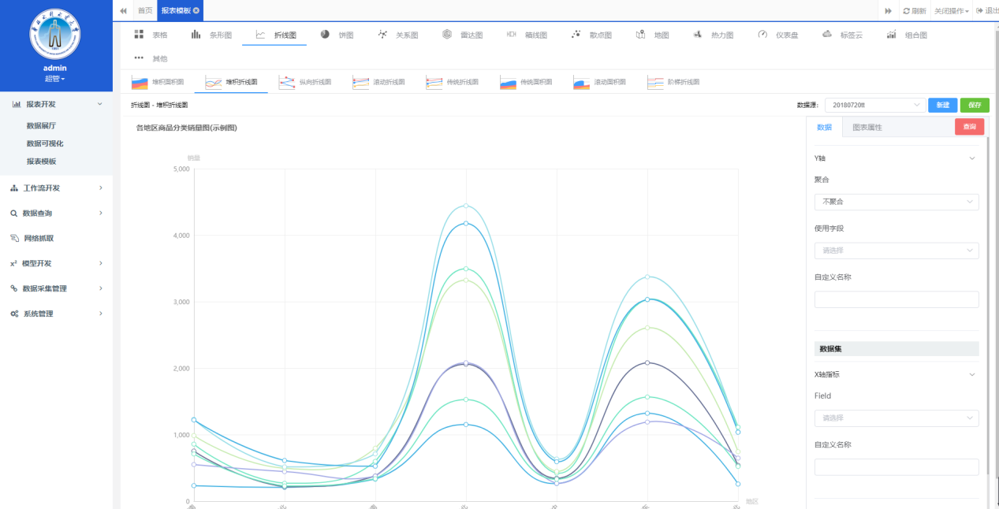 首页 报表模板 刷新 关闭操作 退出
admin
超管
报表开发
数据展厅
数据可视化
报表模板
工作流开发
数据查询
网络抓取
模型开发
数据采集管理
系统管理
表格 条形图 折线图 饼图 关系图 雷达图 箱线图 散点图 地图 热力图 仪表盘 标签云 组合图
其他
堆积面积图 堆积折线图 纵向折线图 滚动折线图 传统折线图 传统面积图 滚动面积图 阶梯折线图
折线图 - 堆积折线图 数据源: 20180720tt 新建 保存
各地区商品分类销量图(示例图)
销量
5,000
4,000
3,000
2,000
1,000
0
地区
数据 图表属性 查询
Y轴
聚合
不聚合
使用字段
请选择
自定义名称
数据集
X轴指标
Field
请选择
自定义名称